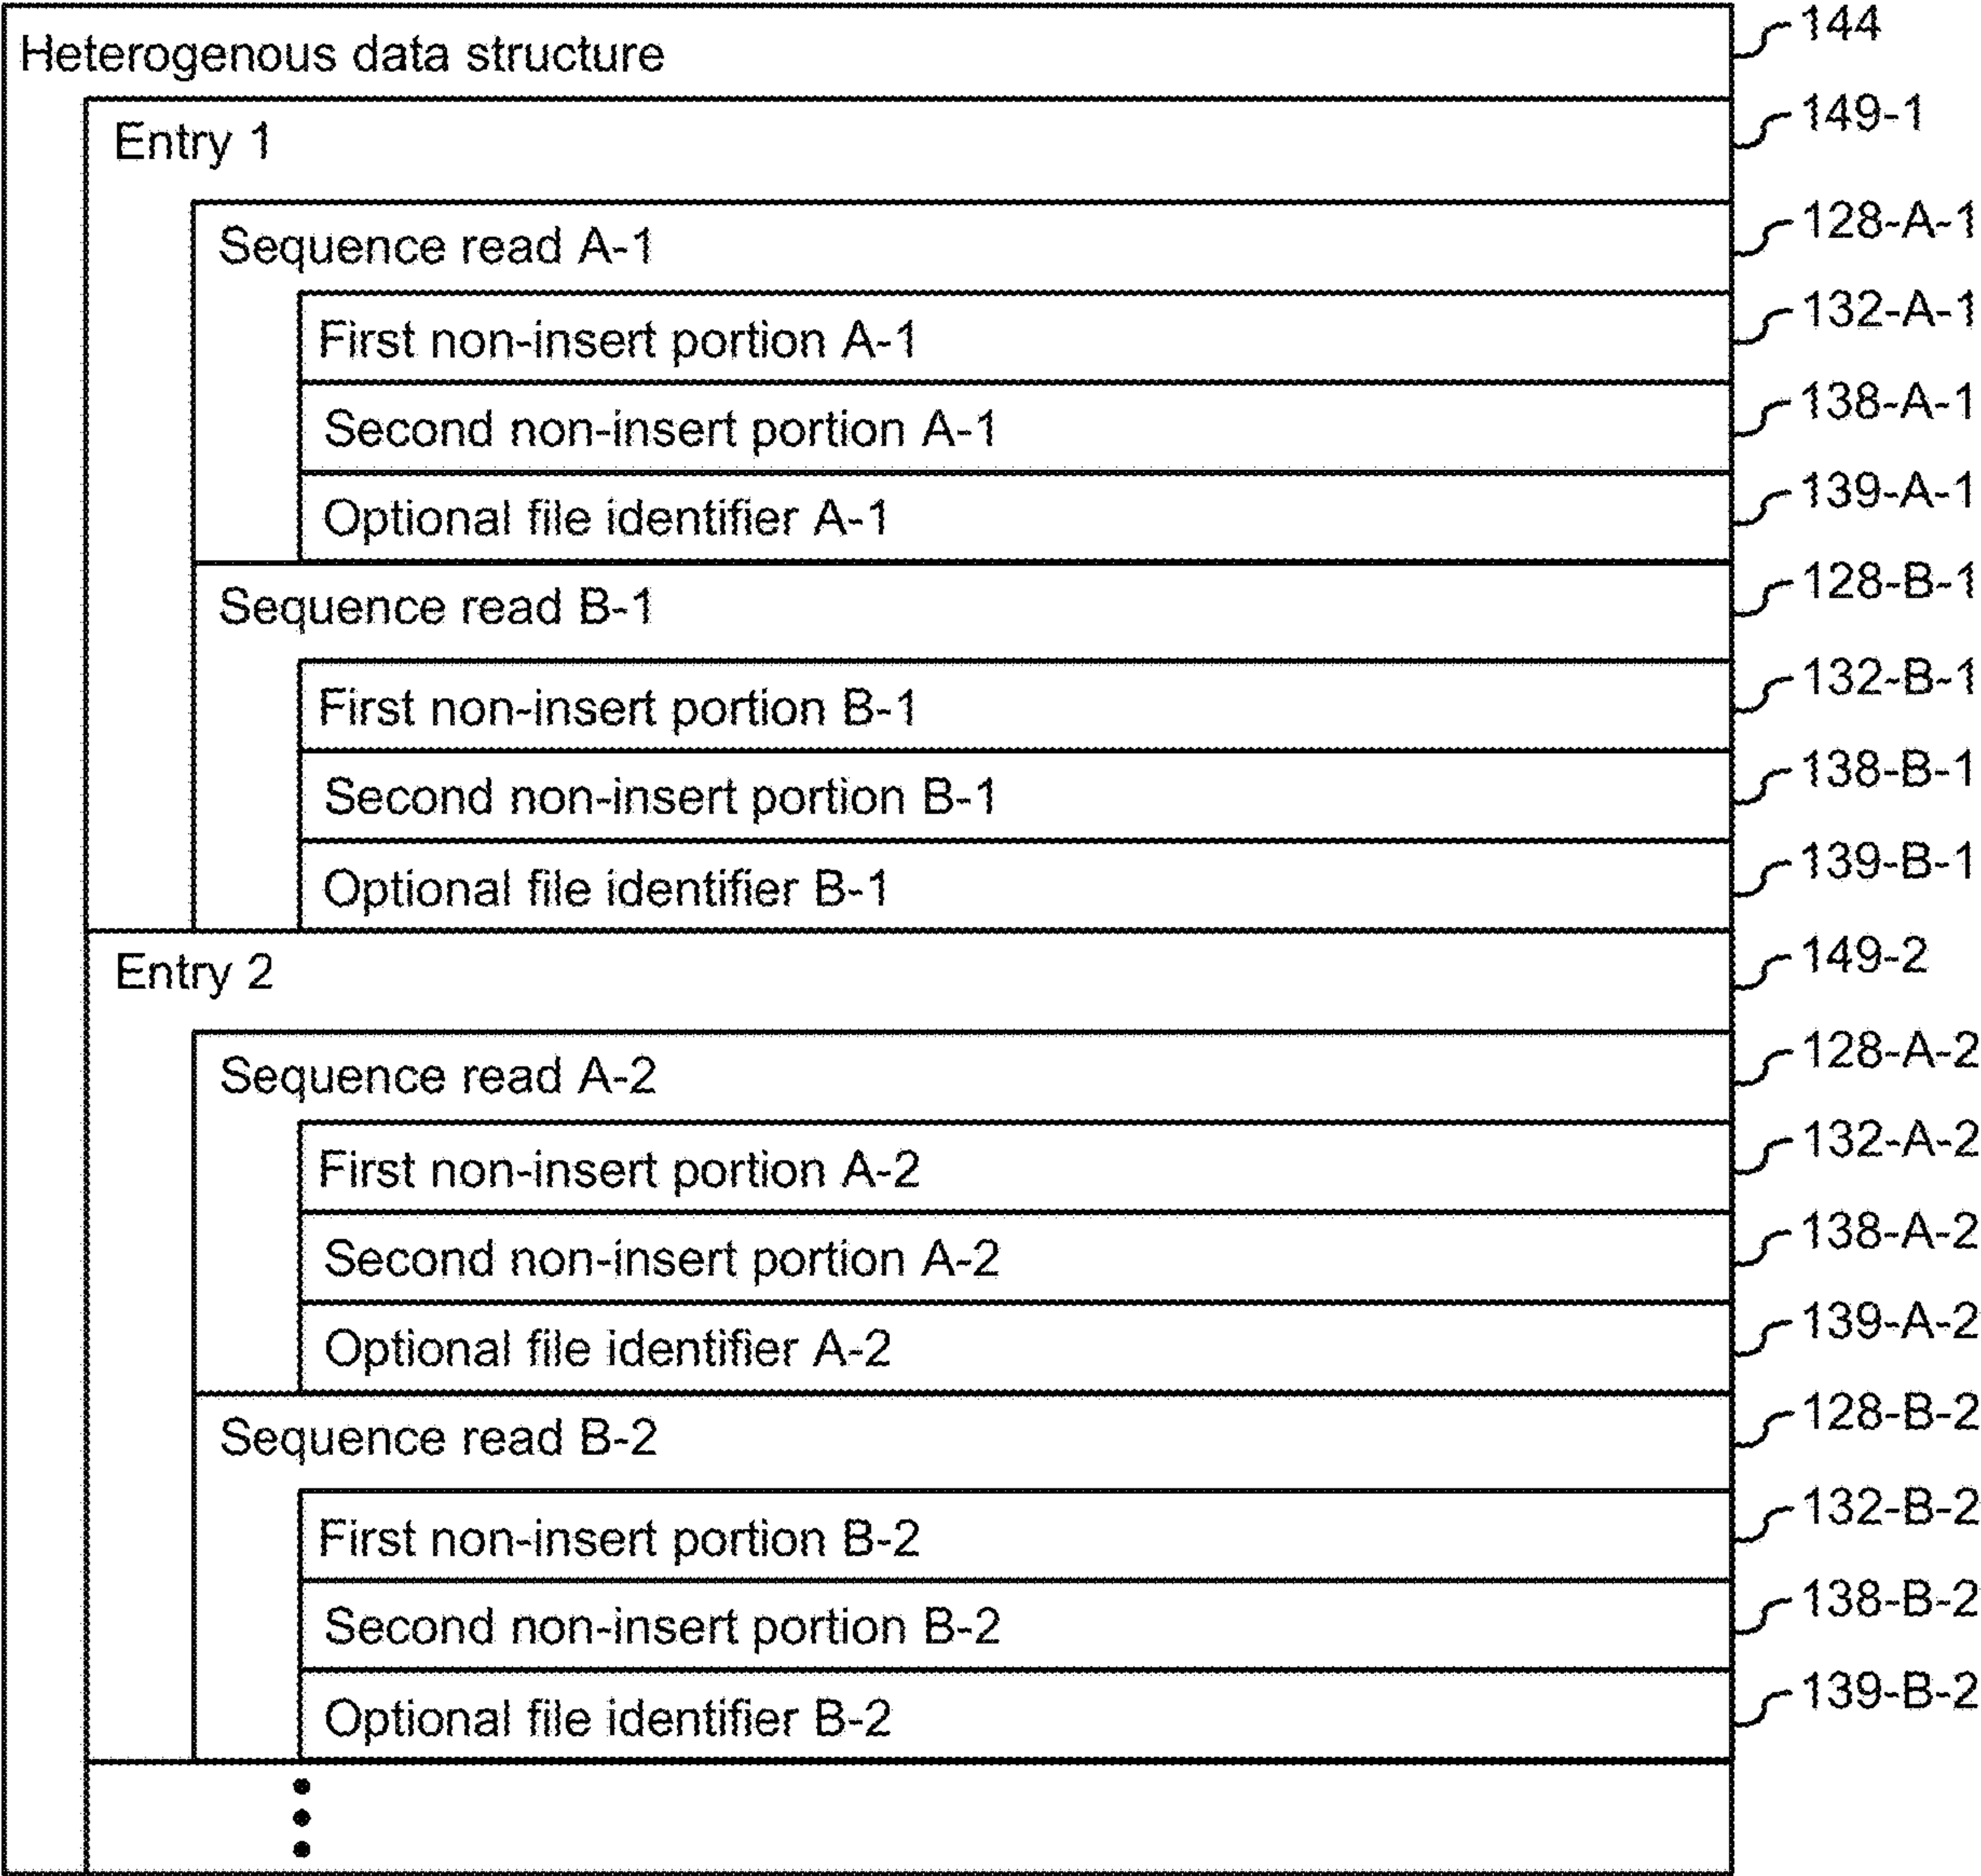 Heterogenous data structure 144
Entry 1 149-1
Sequence read A-1 128-A-1
First non-insert portion A-1 132-A-1
Second non-insert portion A-1 138-A-1
Optional file identifier A-1 139-A-1
Sequence read B-1 128-B-1
First non-insert portion B-1 132-B-1
Second non-insert portion B-1 138-B-1
Optional file identifier B-1 139-B-1
Entry 2 149-2
Sequence read A-2 128-A-2
First non-insert portion A-2 132-A-2
Second non-insert portion A-2 138-A-2
Optional file identifier A-2 139-A-2
Sequence read B-2 128-B-2
First non-insert portion B-2 132-B-2
Second non-insert portion B-2 138-B-2
Optional file identifier B-2 139-B-2